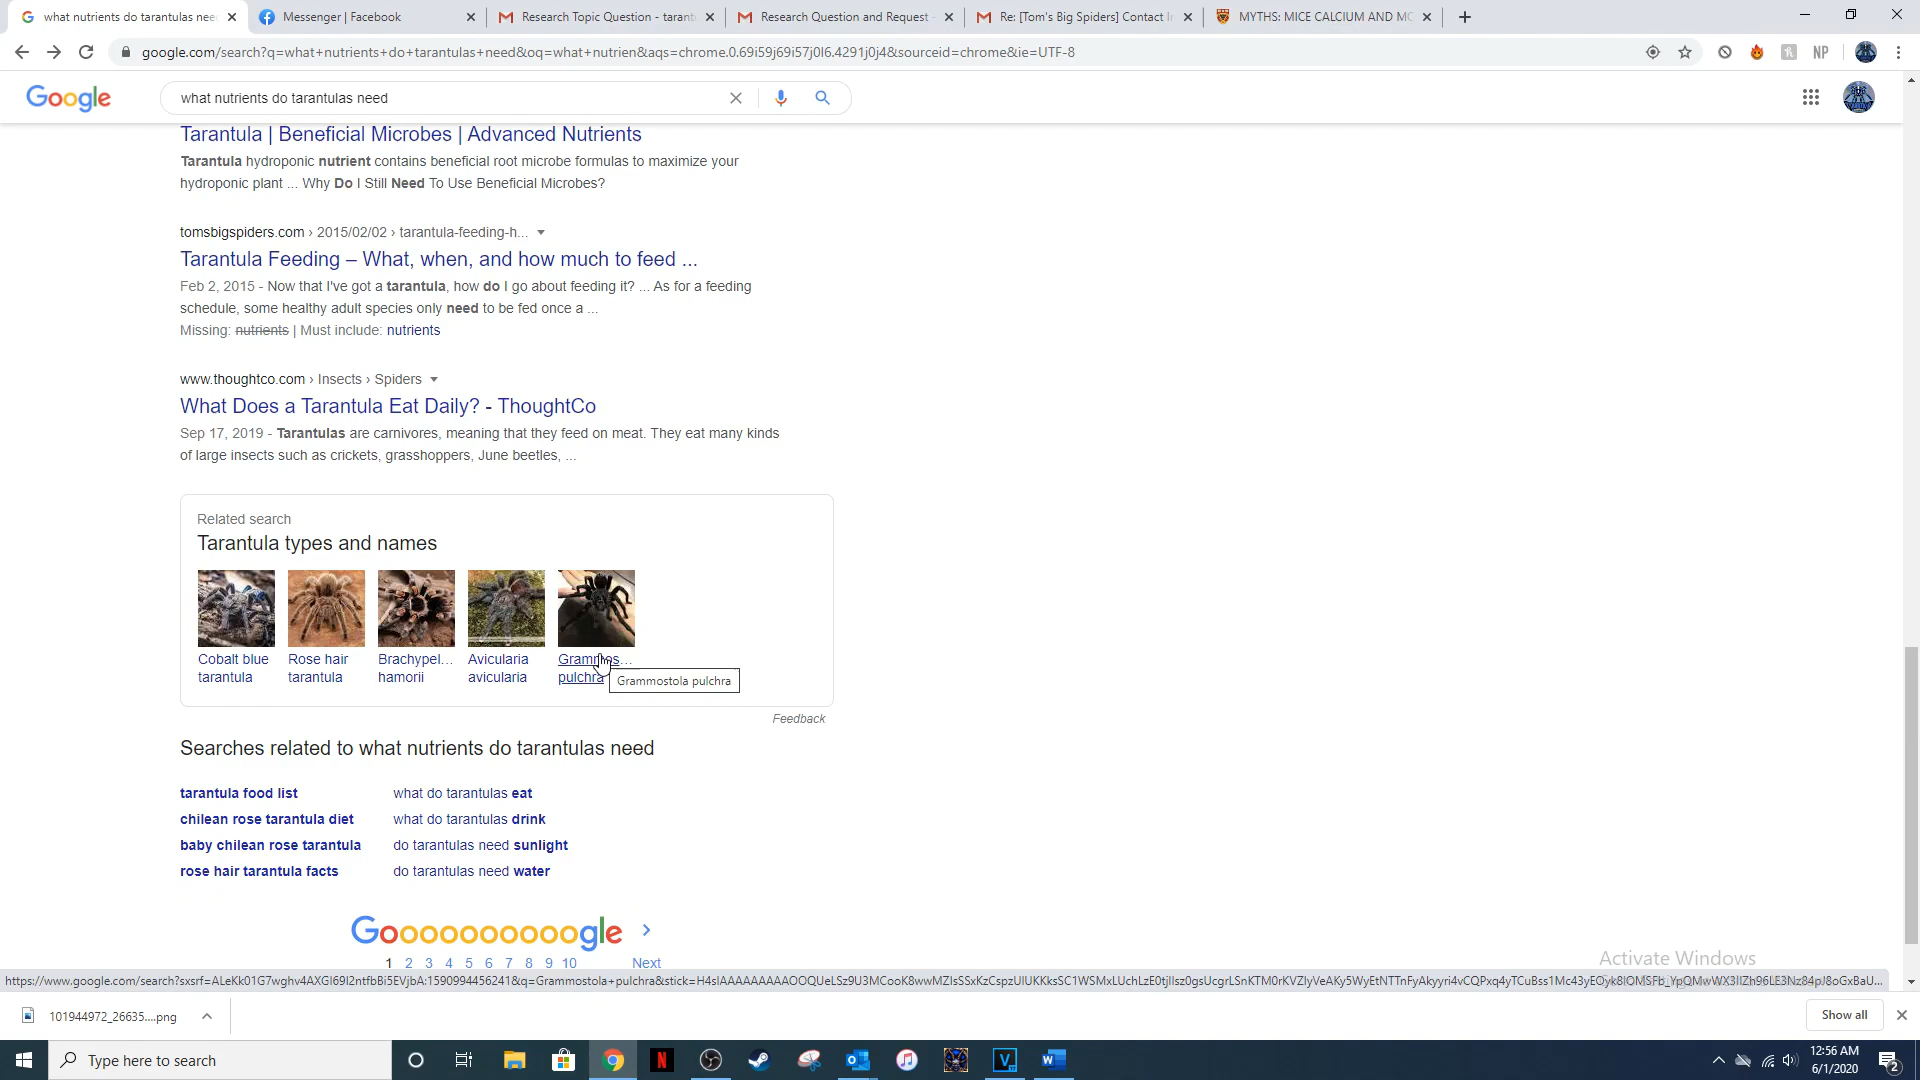 what nutrients do tarantulas nee
Messenger | Facebook
Research Topic Question - tarant
Research Question and Request -
Re: [Tom's Big Spiders] Contact I
MYTHS: MICE CALCIUM AND MO
google.com/search?q=what+nutrients+do+tarantulas+need&oq=what+nutrien&aqs=chrome.0.69i59j69i57j0l6.4291j0j4&sourceid=chrome&ie=UTF-8
NP
Google
what nutrients do tarantulas need
Tarantula | Beneficial Microbes | Advanced Nutrients
Tarantula hydroponic nutrient contains beneficial root microbe formulas to maximize your
hydroponic plant ... Why Do I Still Need To Use Beneficial Microbes?
tomsbigspiders.com › 2015/02/02 › tarantula-feeding-h...
Tarantula Feeding – What, when, and how much to feed ...
Feb 2, 2015 - Now that I've got a tarantula, how do I go about feeding it? ... As for a feeding
schedule, some healthy adult species only need to be fed once a ...
Missing: nutrients | Must include: nutrients
www.thoughtco.com › Insects › Spiders
What Does a Tarantula Eat Daily? - ThoughtCo
Sep 17, 2019 - Tarantulas are carnivores, meaning that they feed on meat. They eat many kinds
of large insects such as crickets, grasshoppers, June beetles, ...
Related search
Tarantula types and names
Cobalt blue tarantula
Rose hair tarantula
Brachypel... hamorii
Avicularia avicularia
Grammos... pulchra
Grammostola pulchra
Feedback
Searches related to what nutrients do tarantulas need
tarantula food list
what do tarantulas eat
chilean rose tarantula diet
what do tarantulas drink
baby chilean rose tarantula
do tarantulas need sunlight
rose hair tarantula facts
do tarantulas need water
Goooooooooogle
1 2 3 4 5 6 7 8 9 10 Next
Activate Windows
101944972_26635....png
Show all
Type here to search
12:56 AM
6/1/2020
2